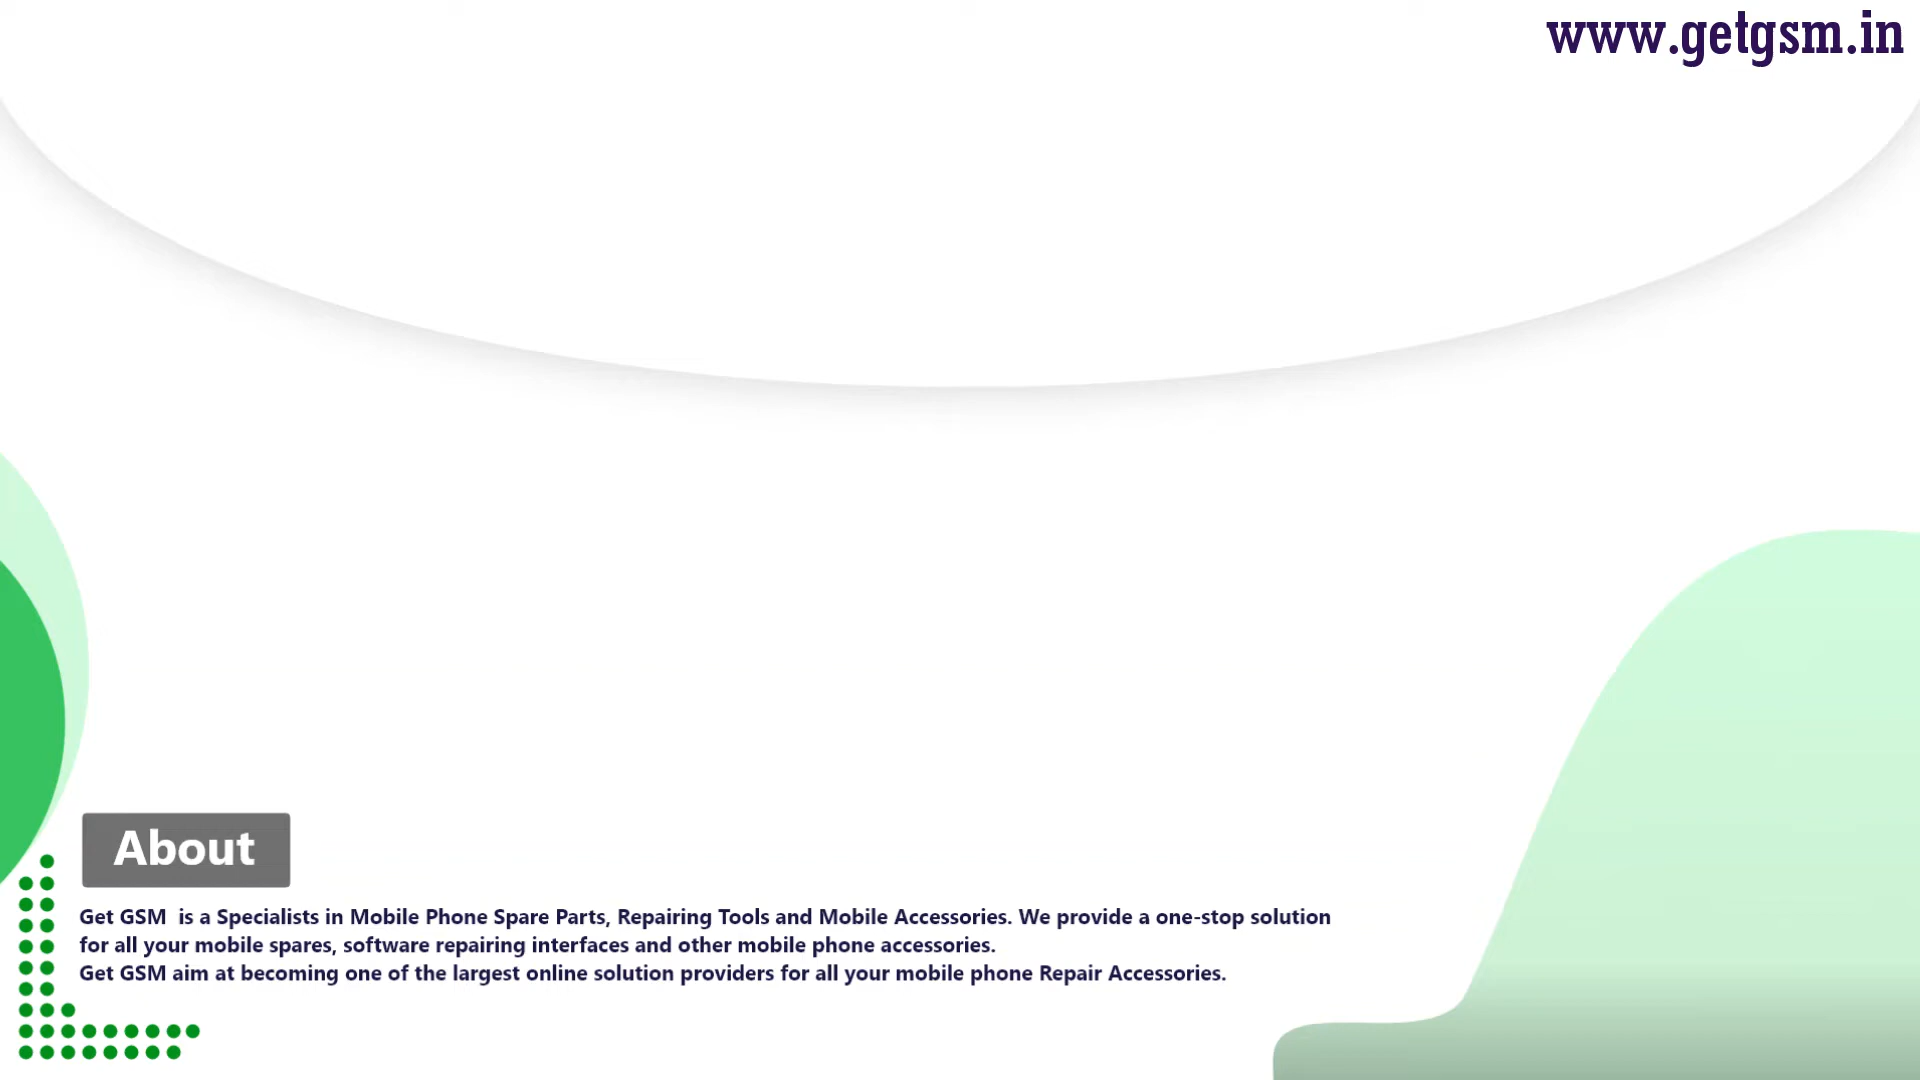 www.getgsm.in
About
Get GSM  is a Specialists in Mobile Phone Spare Parts, Repairing Tools and Mobile Accessories. We provide a one-stop solution
for all your mobile spares, software repairing interfaces and other mobile phone accessories.
Get GSM aim at becoming one of the largest online solution providers for all your mobile phone Repair Accessories.